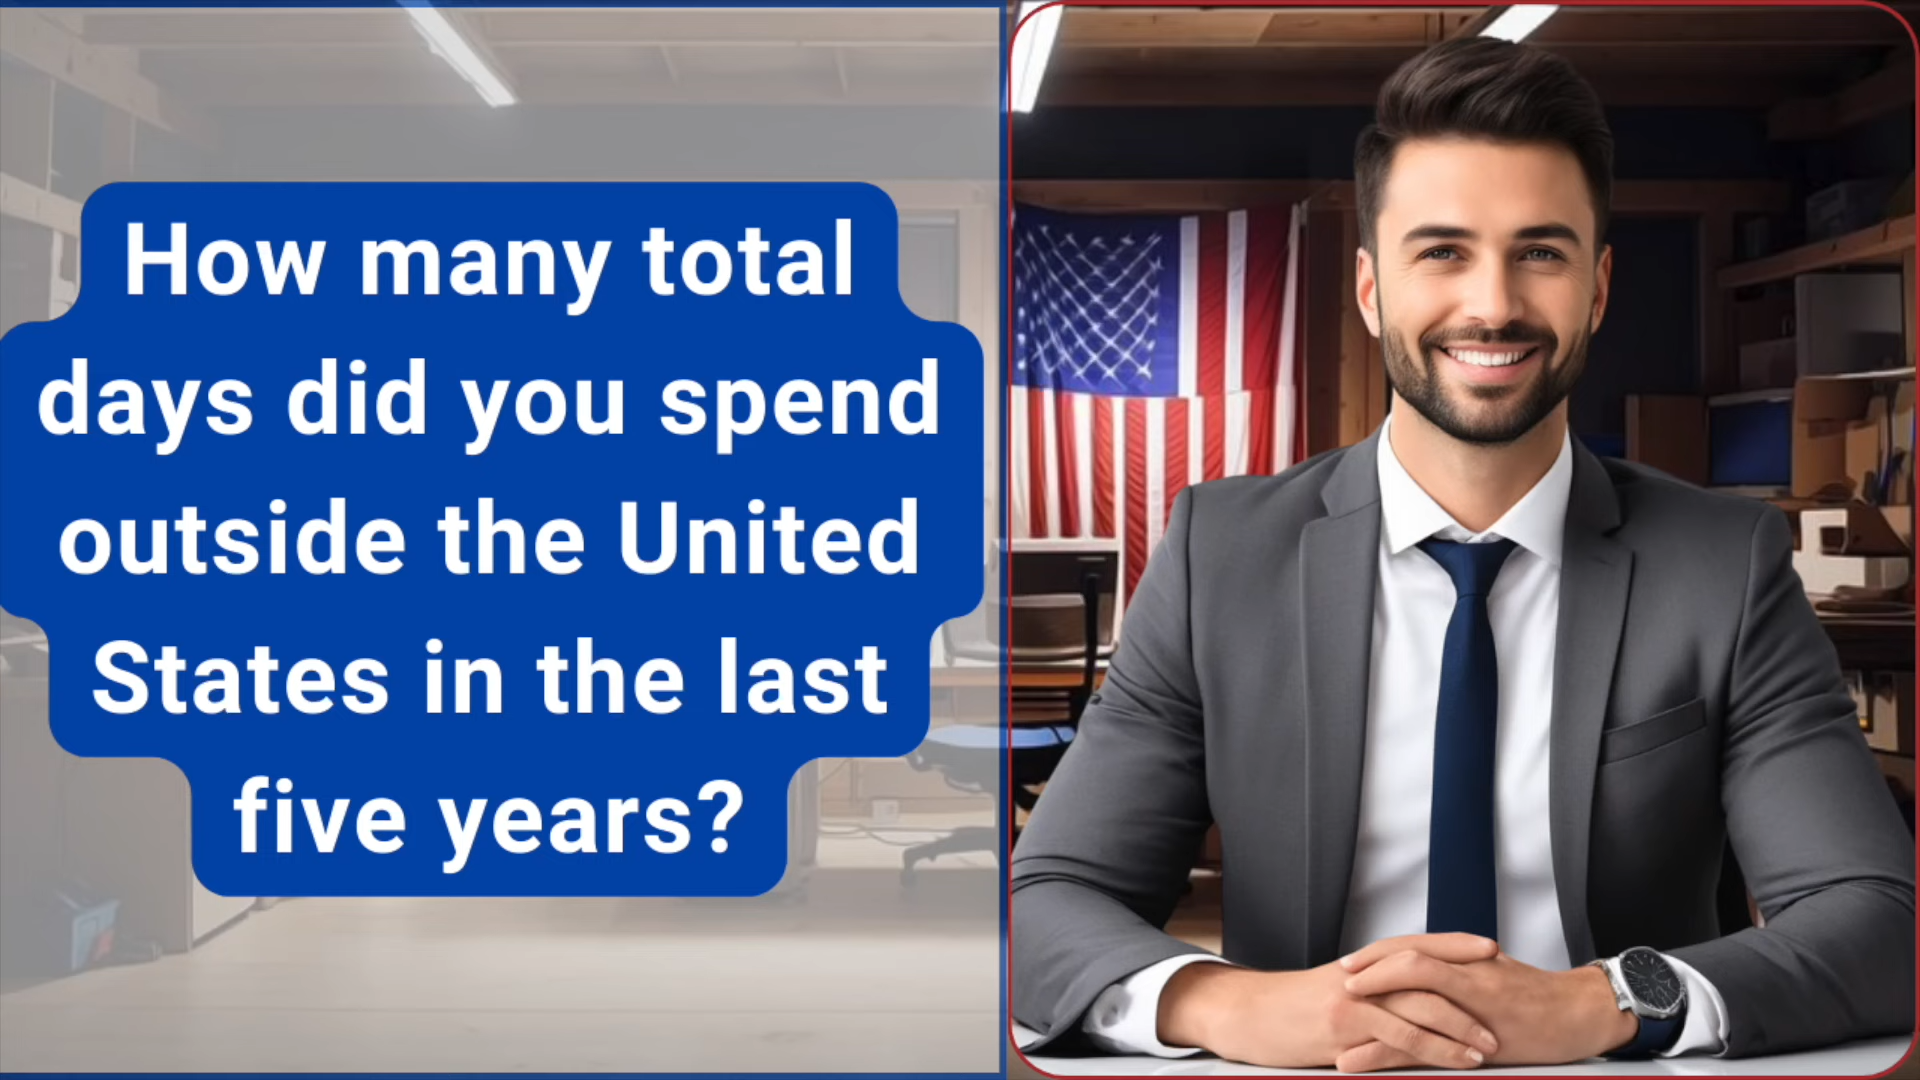 How many total
days did you spend
outside the United
States in the last
five years?